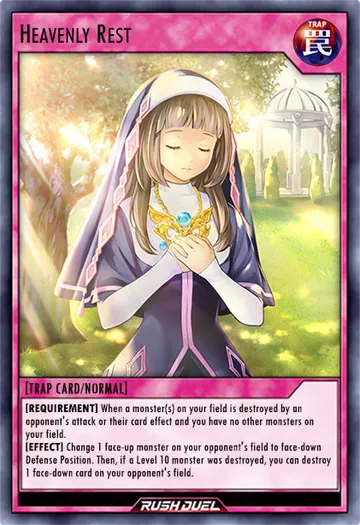 HEAVENLY REST
TRAP
罠
[TRAP CARD/NORMAL]
[REQUIREMENT] When a monster(s) on your field is destroyed by an
opponent's attack or their card effect and you have no other monsters on
your field.
[EFFECT] Change 1 face-up monster on your opponent's field to face-down
Defense Position. Then, if a Level 10 monster was destroyed, you can destroy
1 face-down card on your opponent's field.
RUSH DUEL